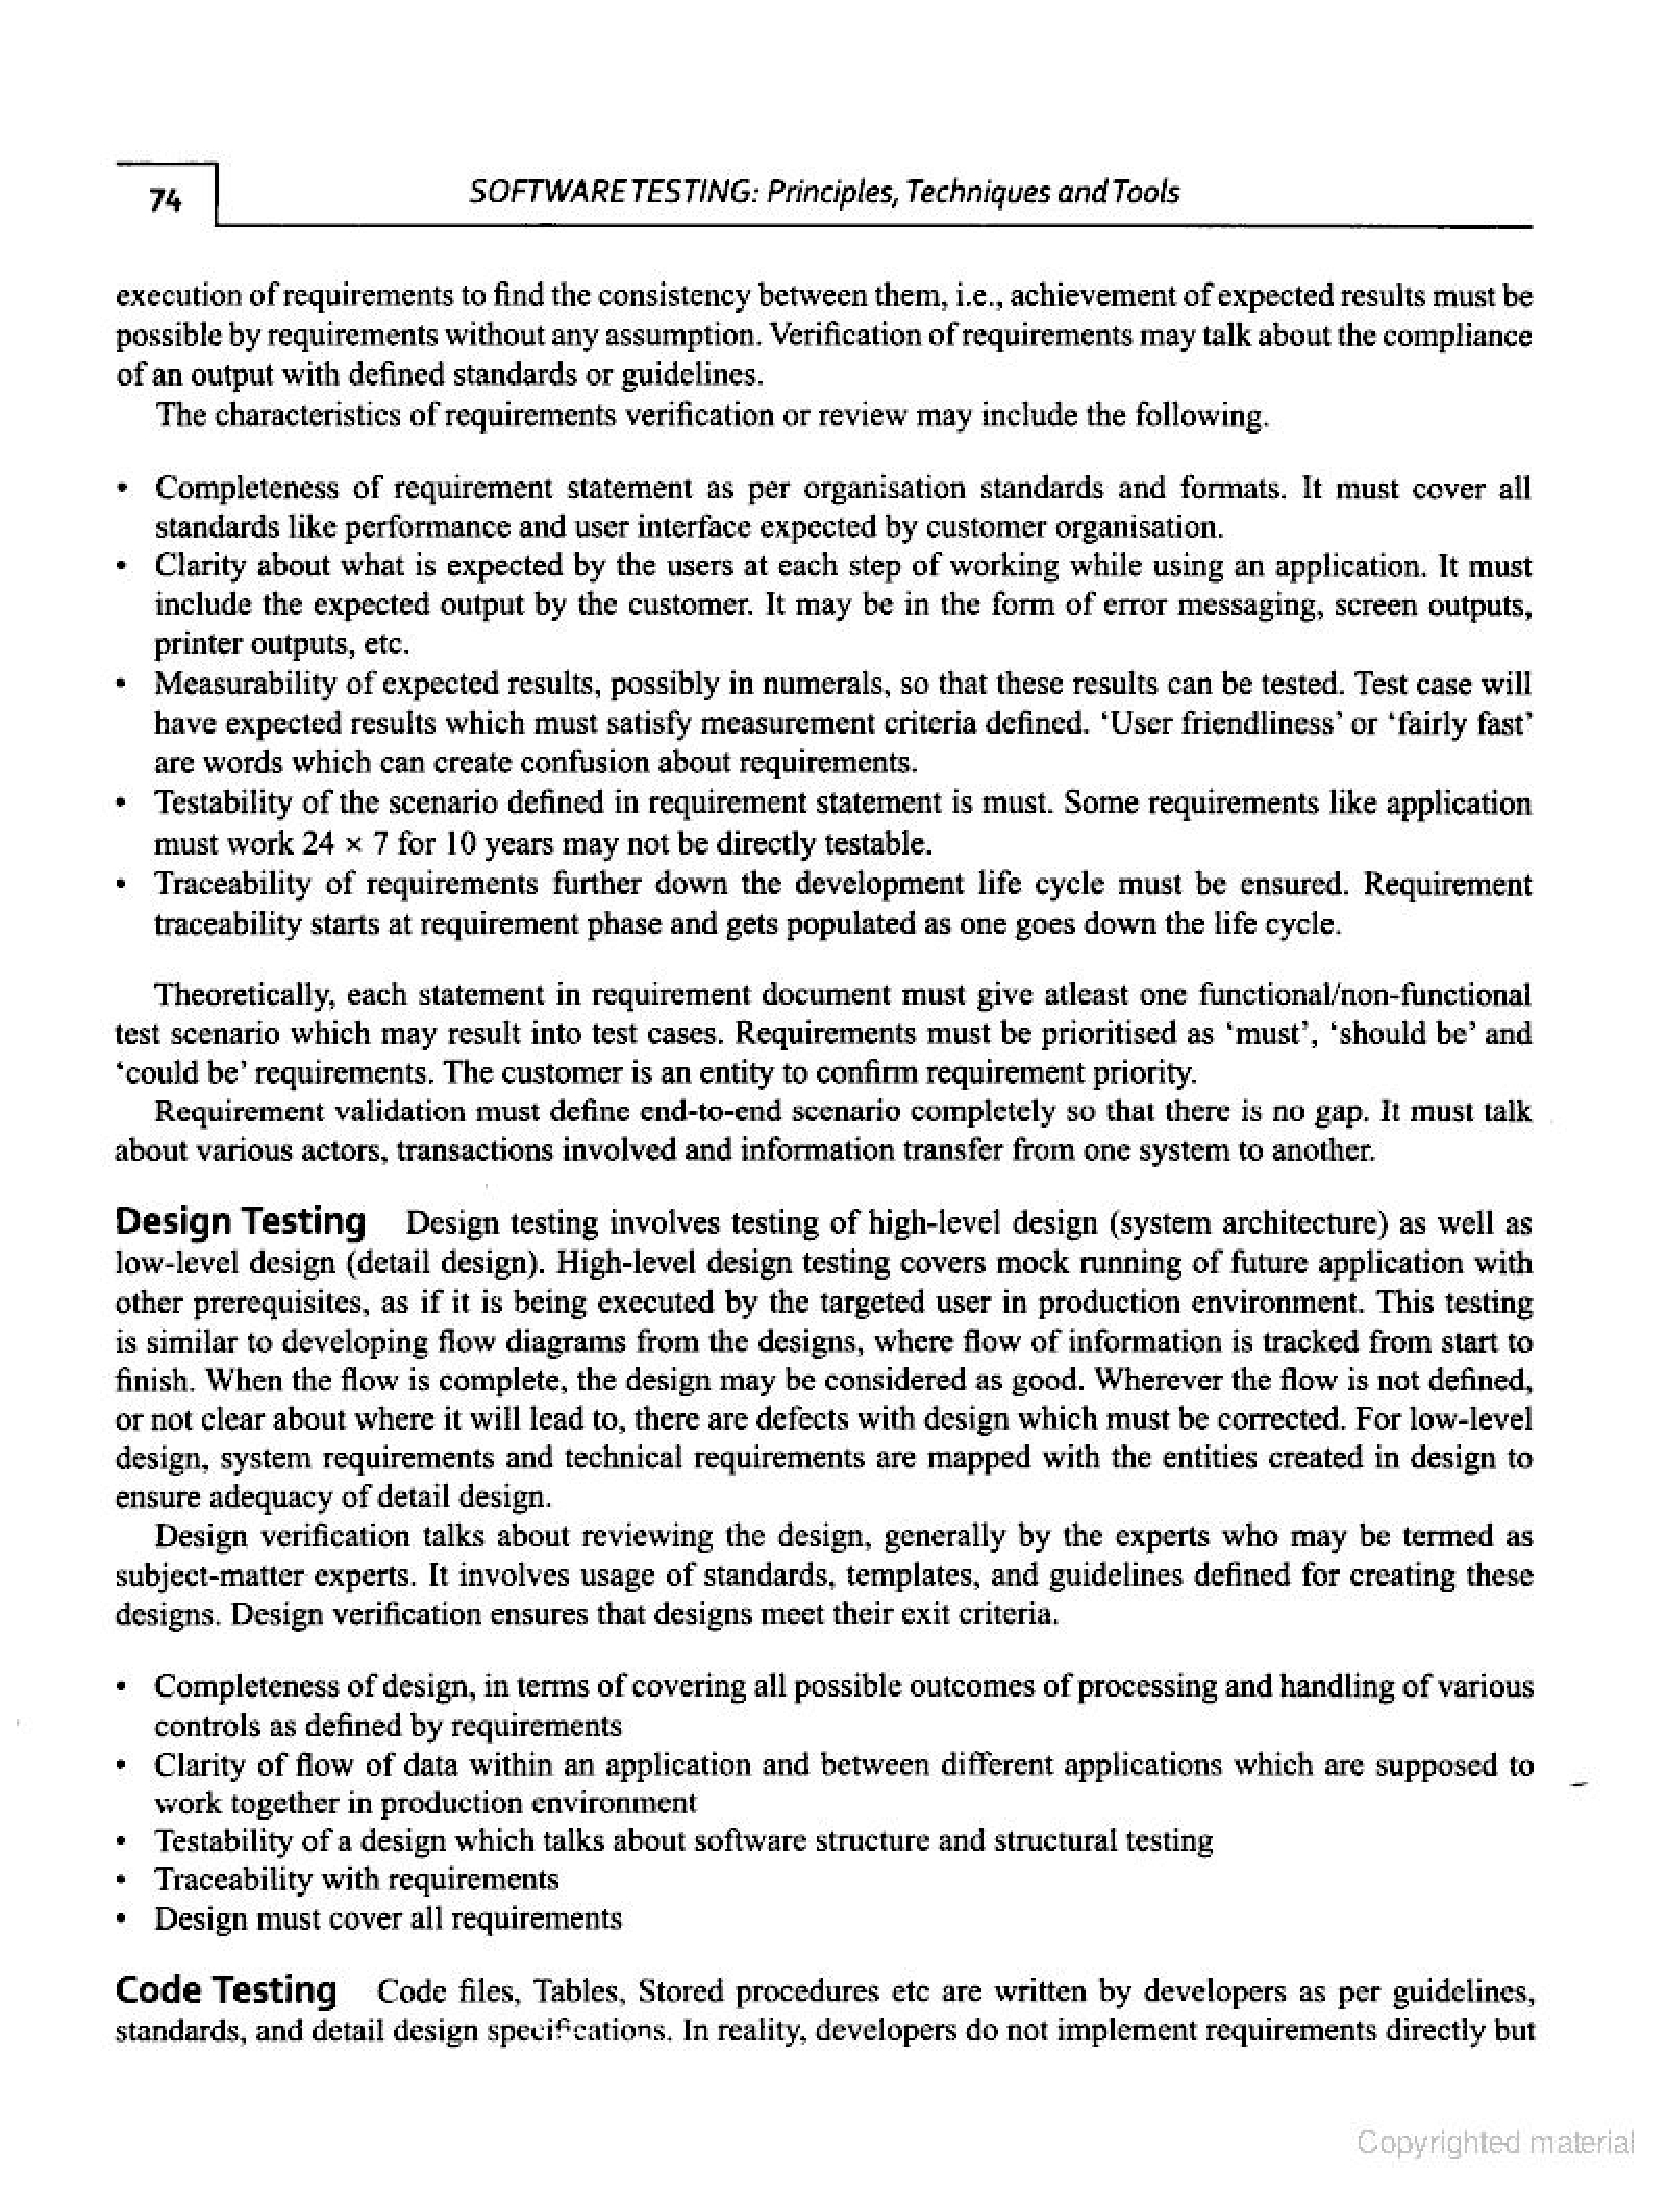 74
SOFTWARE TESTING: Principles, Techniques and Tools
execution of requirements to find the consistency between them, i.e., achievement of expected results must be
possible by requirements without any assumption. Verification of requirements may talk about the compliance
of an output with defined standards or guidelines.
The characteristics of requirements verification or review may include the following.
• Completeness of requirement statement as per organisation standards and formats. It must cover all
standards like performance and user interface expected by customer organisation.
• Clarity about what is expected by the users at each step of working while using an application. It must
include the expected output by the customer. It may be in the form of error messaging, screen outputs,
printer outputs, etc.
• Measurability of expected results, possibly in numerals, so that these results can be tested. Test case will
have expected results which must satisfy measurement criteria defined. ‘User friendliness’ or ‘fairly fast’
are words which can create confusion about requirements.
• Testability of the scenario defined in requirement statement is must. Some requirements like application
must work 24 × 7 for 10 years may not be directly testable.
• Traceability of requirements further down the development life cycle must be ensured. Requirement
traceability starts at requirement phase and gets populated as one goes down the life cycle.
Theoretically, each statement in requirement document must give atleast one functional/non-functional
test scenario which may result into test cases. Requirements must be prioritised as ‘must’, ‘should be’ and
‘could be’ requirements. The customer is an entity to confirm requirement priority.
Requirement validation must define end-to-end scenario completely so that there is no gap. It must talk
about various actors, transactions involved and information transfer from one system to another.
Design Testing Design testing involves testing of high-level design (system architecture) as well as
low-level design (detail design). High-level design testing covers mock running of future application with
other prerequisites, as if it is being executed by the targeted user in production environment. This testing
is similar to developing flow diagrams from the designs, where flow of information is tracked from start to
finish. When the flow is complete, the design may be considered as good. Wherever the flow is not defined,
or not clear about where it will lead to, there are defects with design which must be corrected. For low-level
design, system requirements and technical requirements are mapped with the entities created in design to
ensure adequacy of detail design.
Design verification talks about reviewing the design, generally by the experts who may be termed as
subject-matter experts. It involves usage of standards, templates, and guidelines defined for creating these
designs. Design verification ensures that designs meet their exit criteria.
• Completeness of design, in terms of covering all possible outcomes of processing and handling of various
controls as defined by requirements
• Clarity of flow of data within an application and between different applications which are supposed to
work together in production environment
• Testability of a design which talks about software structure and structural testing
• Traceability with requirements
• Design must cover all requirements
Code Testing Code files, Tables, Stored procedures etc are written by developers as per guidelines,
standards, and detail design specifications. In reality, developers do not implement requirements directly but
Copyrighted material